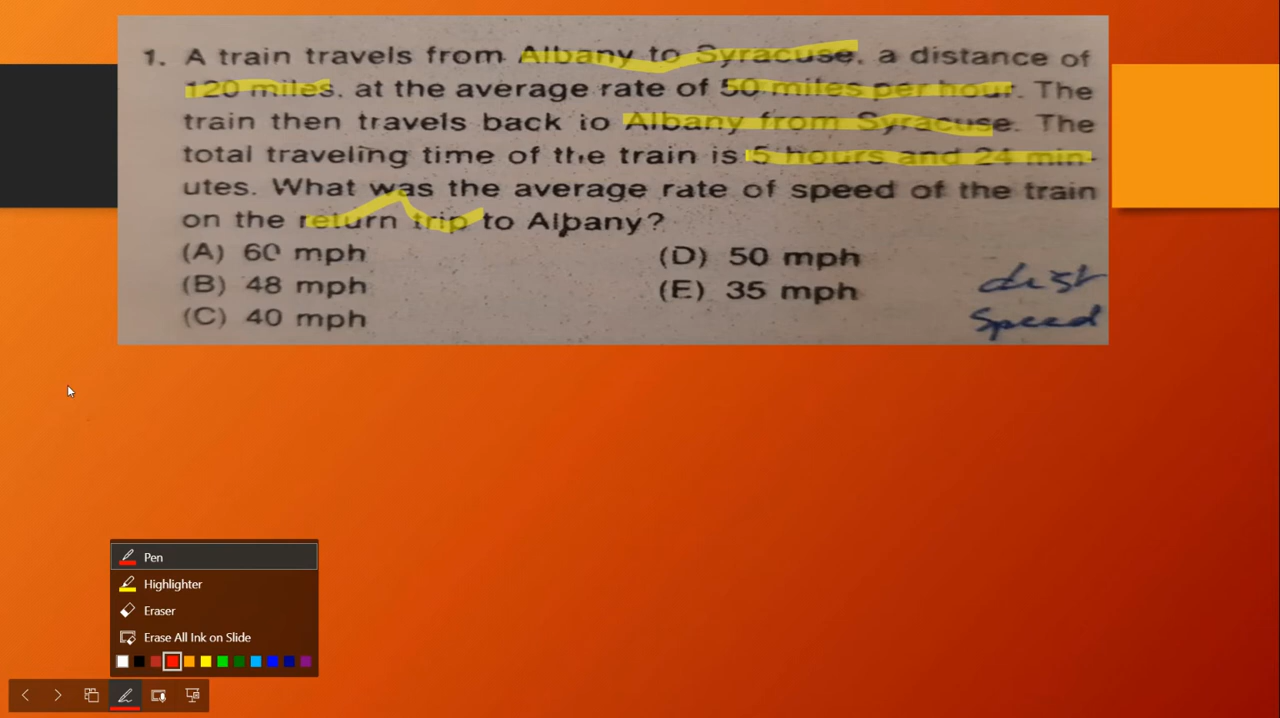 1. A train travels from Albany to Syracuse, a distance of
120 miles, at the average rate of 50 miles per hour. The
train then travels back to Albany from Syracuse. The
total traveling time of the train is 5 hours and 24 min-
utes. What was the average rate of speed of the train
on the return trip to Albany?
(A) 60 mph (D) 50 mph
(B) 48 mph (E) 35 mph
(C) 40 mph
dist
Speed
Pen
Highlighter
Eraser
Erase All Ink on Slide